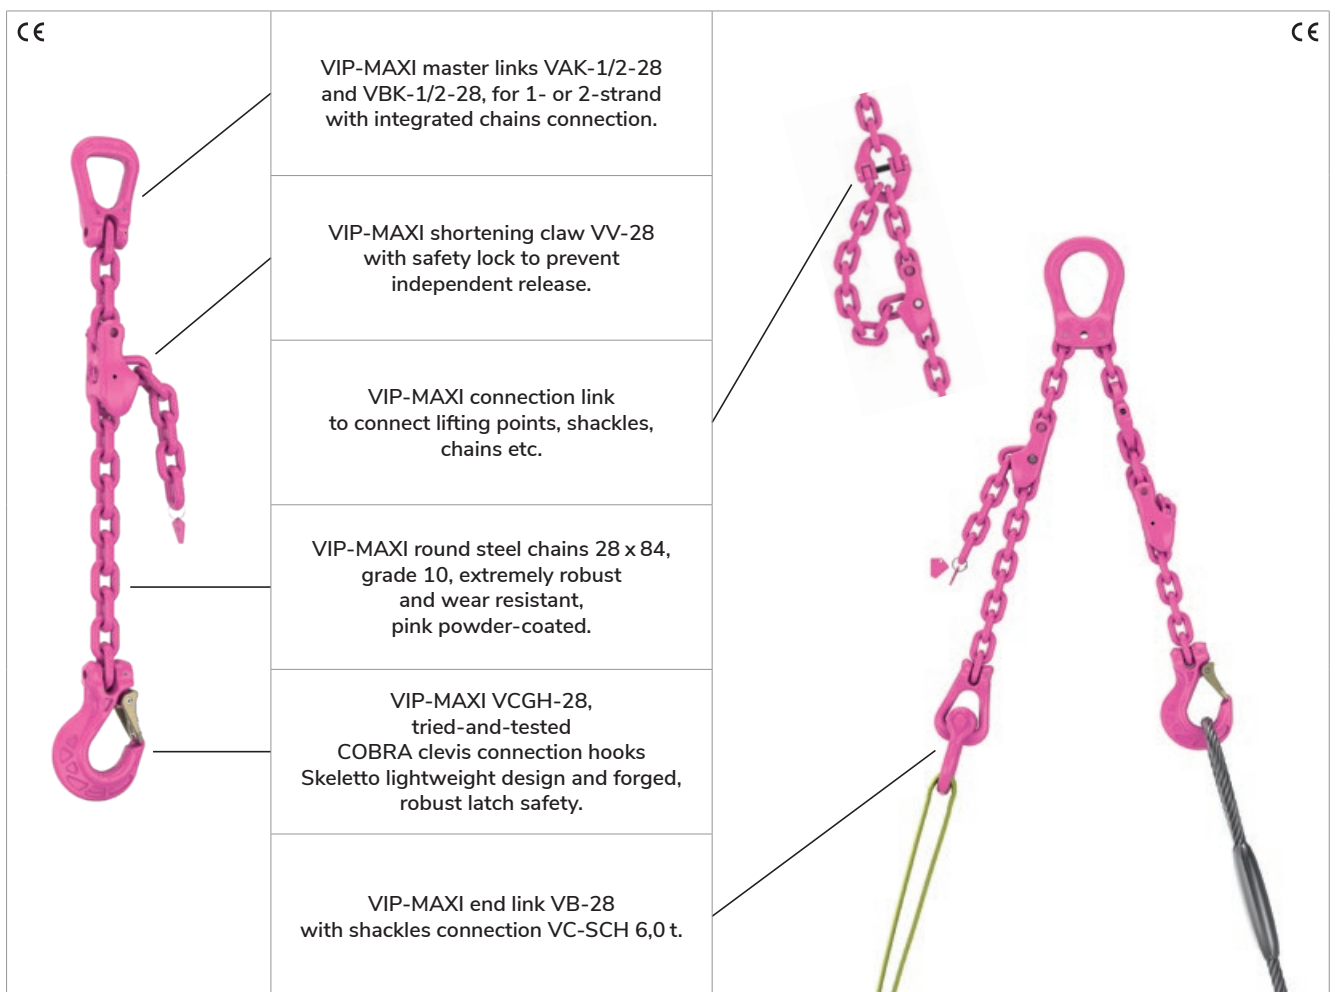 CE
CE
VIP-MAXI master links VAK-1/2-28
and VBK-1/2-28, for 1- or 2-strand
with integrated chains connection.
VIP-MAXI shortening claw VV-28
with safety lock to prevent
independent release.
VIP-MAXI connection link
to connect lifting points, shackles,
chains etc.
VIP-MAXI round steel chains 28 x 84,
grade 10, extremely robust
and wear resistant,
pink powder-coated.
VIP-MAXI VCGH-28,
tried-and-tested
COBRA clevis connection hooks
Skeletto lightweight design and forged,
robust latch safety.
VIP-MAXI end link VB-28
with shackles connection VC-SCH 6,0 t.